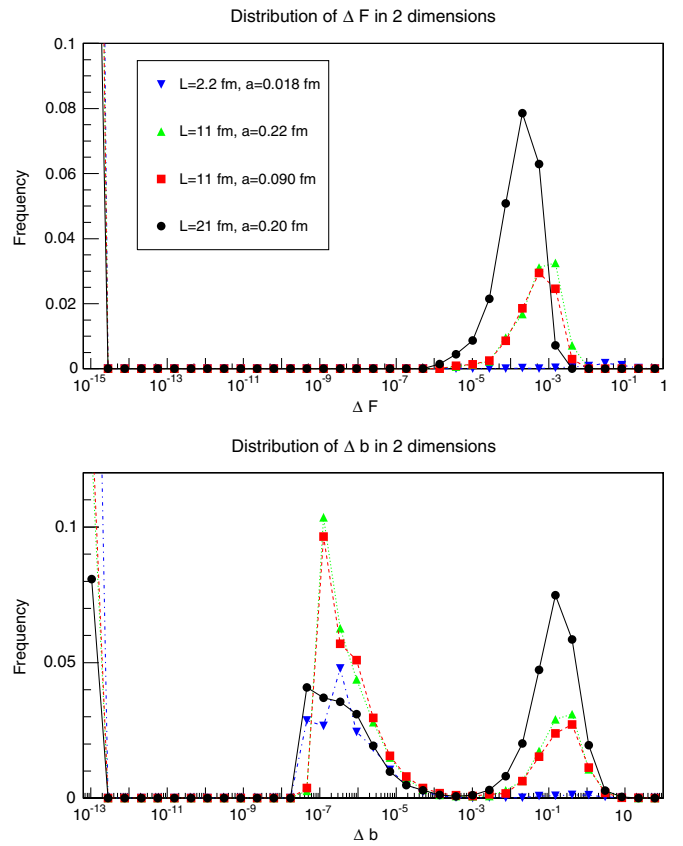 Distribution of Δ F in 2 dimensions
0.1
0.08
0.06
0.04
0.02
0
Frequency
L=2.2 fm, a=0.018 fm
L=11 fm, a=0.22 fm
L=11 fm, a=0.090 fm
L=21 fm, a=0.20 fm
10^-15 10^-13 10^-11 10^-9 10^-7 10^-5 10^-3 10^-1 1
Δ F
Distribution of Δ b in 2 dimensions
0.1
0.05
0
Frequency
10^-13 10^-11 10^-9 10^-7 10^-5 10^-3 10^-1 10
Δ b